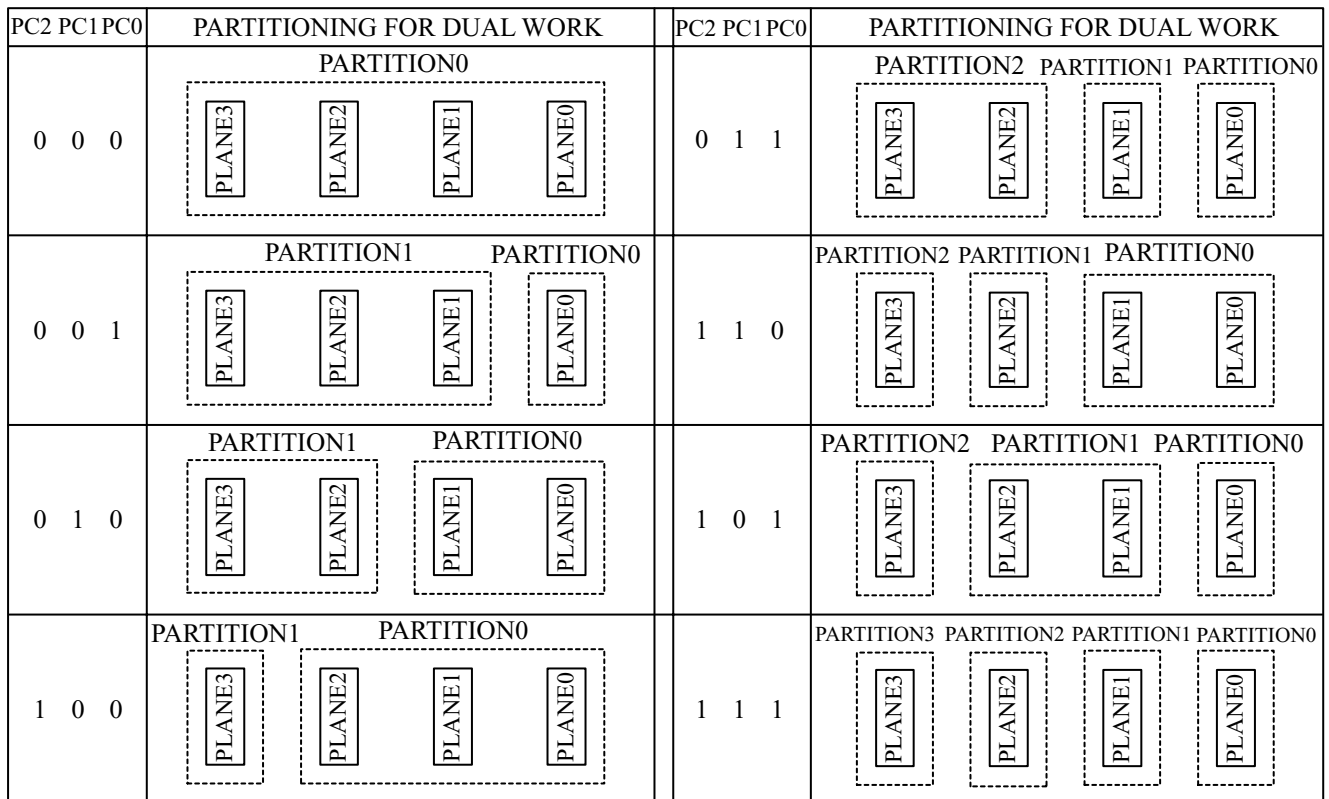 PC2 PC1PC0 PARTITIONING FOR DUAL WORK PC2 PC1PC0 PARTITIONING FOR DUAL WORK
PARTITION0
0 0 0
PLANE3 PLANE2 PLANE1 PLANE0
PARTITION2 PARTITION1 PARTITION0
0 1 1
PLANE3 PLANE2 PLANE1 PLANE0
PARTITION1 PARTITION0
0 0 1
PLANE3 PLANE2 PLANE1 PLANE0
PARTITION2 PARTITION1 PARTITION0
1 1 0
PLANE3 PLANE2 PLANE1 PLANE0
PARTITION1 PARTITION0
0 1 0
PLANE3 PLANE2 PLANE1 PLANE0
PARTITION2 PARTITION1 PARTITION0
1 0 1
PLANE3 PLANE2 PLANE1 PLANE0
PARTITION1 PARTITION0
1 0 0
PLANE3 PLANE2 PLANE1 PLANE0
PARTITION3 PARTITION2 PARTITION1 PARTITION0
1 1 1
PLANE3 PLANE2 PLANE1 PLANE0